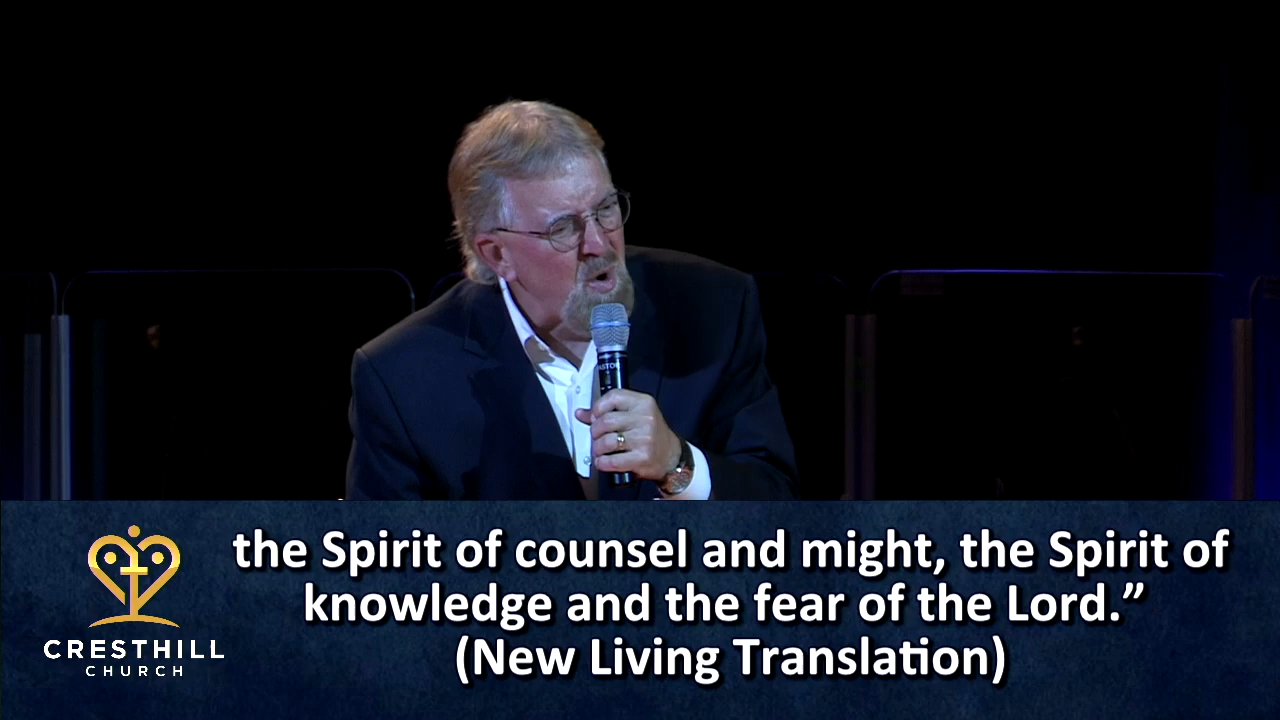 PASTOR
the Spirit of counsel and might, the Spirit of
knowledge and the fear of the Lord.”
(New Living Translation)
CRESTHILL
CHURCH